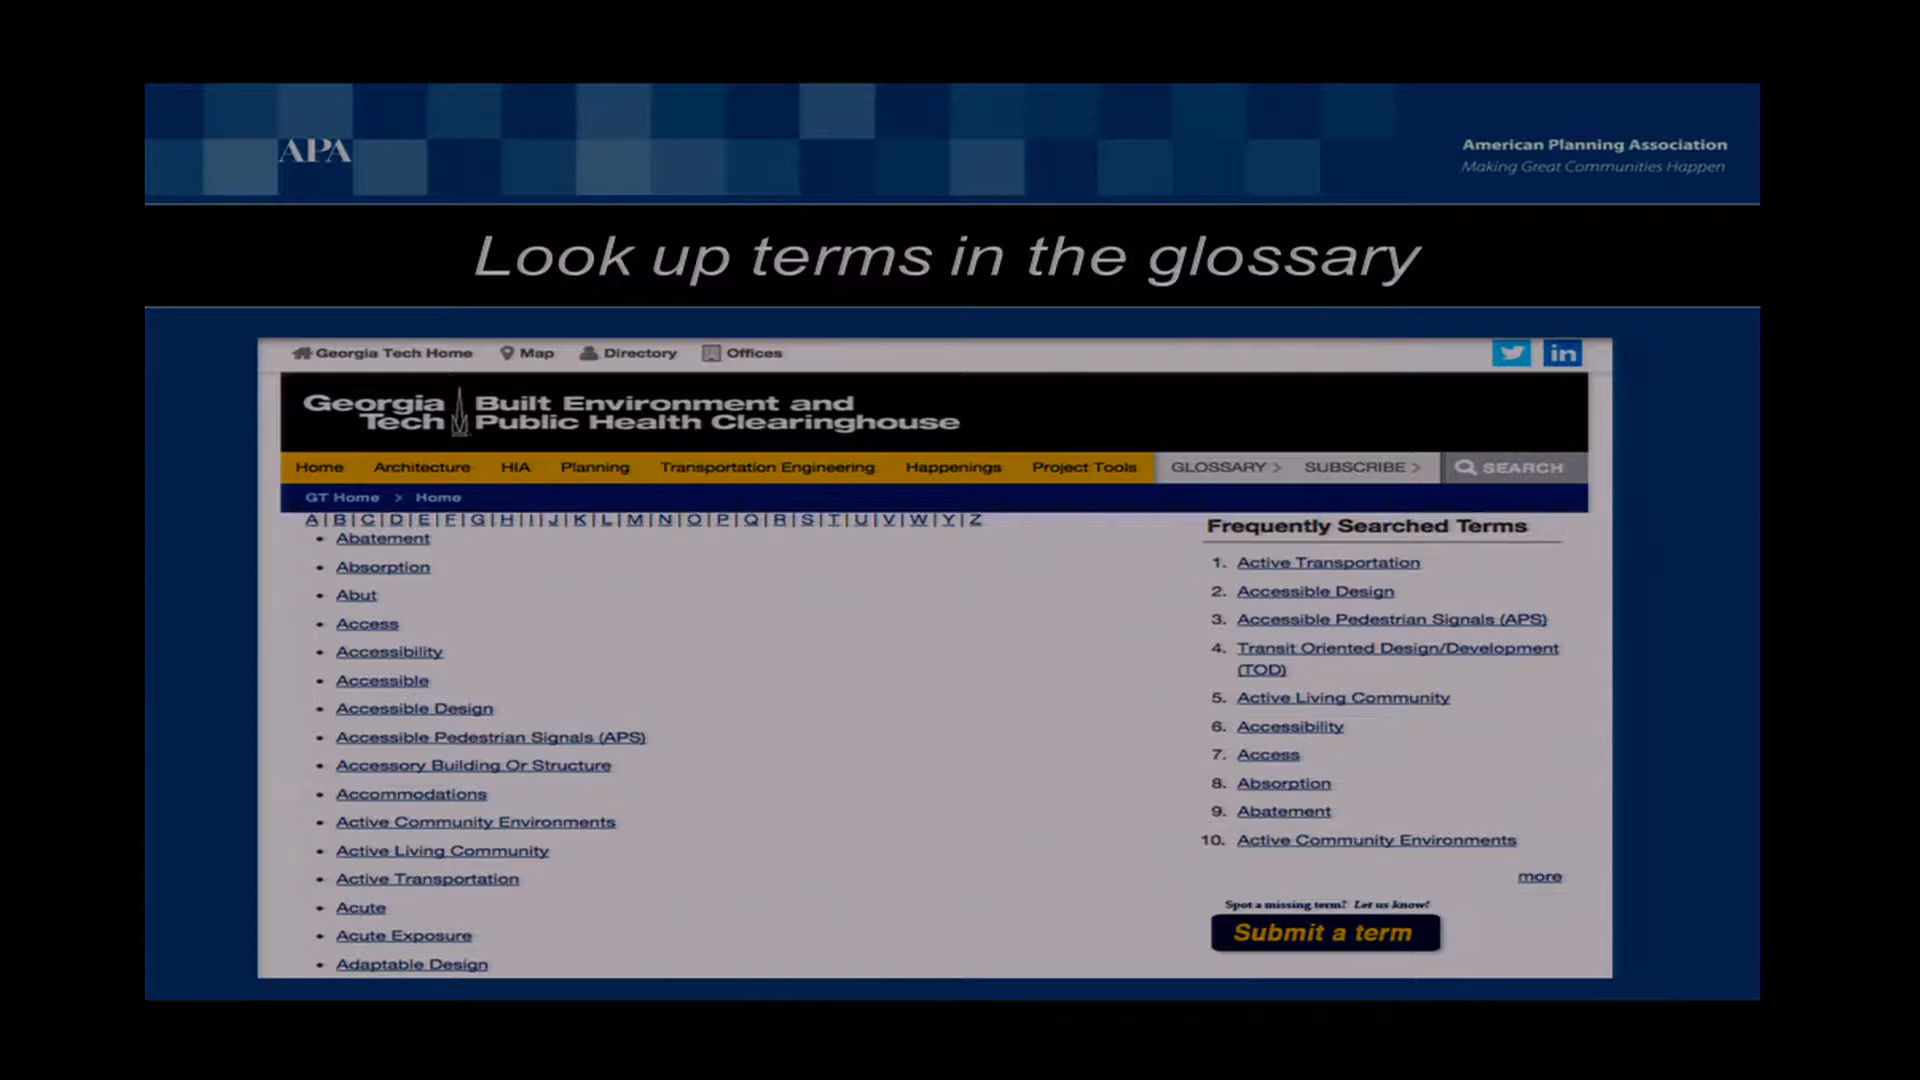 APA
American Planning Association
Making Great Communities Happen
Look up terms in the glossary
Georgia Tech Home Map Directory Offices
in
Georgia Tech
Built Environment and
Public Health Clearinghouse
Home Architecture HIA Planning Transportation Engineering Happenings Project Tools GLOSSARY > SUBSCRIBE > SEARCH
GT Home > Home
A | B | C | D | E | F | G | H | I | J | K | L | M | N | O | P | Q | R | S | T | U | V | W | Y | Z
• Abatement
• Absorption
• Abut
• Access
• Accessibility
• Accessible
• Accessible Design
• Accessible Pedestrian Signals (APS)
• Accessory Building Or Structure
• Accommodations
• Active Community Environments
• Active Living Community
• Active Transportation
• Acute
• Acute Exposure
• Adaptable Design
Frequently Searched Terms
1. Active Transportation
2. Accessible Design
3. Accessible Pedestrian Signals (APS)
4. Transit Oriented Design/Development
(TOD)
5. Active Living Community
6. Accessibility
7. Access
8. Absorption
9. Abatement
10. Active Community Environments
more
Spot a missing term? Let us know!
Submit a term